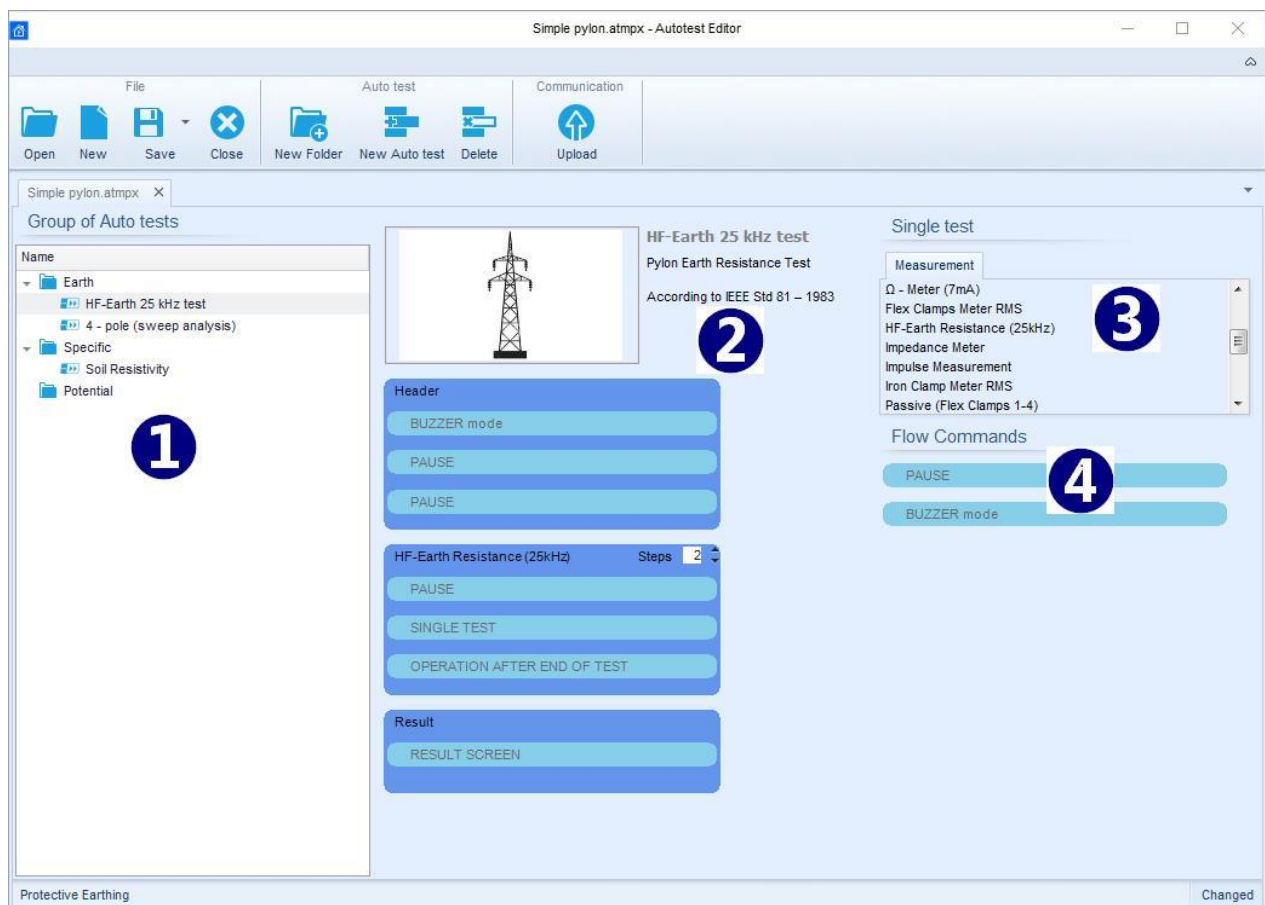 Simple pylon.atmpx - Autotest Editor
File
Auto test
Communication
Open
New
Save
Close
New Folder
New Auto test
Delete
Upload
Simple pylon.atmpx
Group of Auto tests
Name
Earth
HF-Earth 25 kHz test
4 - pole (sweep analysis)
Specific
Soil Resistivity
Potential
1
HF-Earth 25 kHz test
Pylon Earth Resistance Test
According to IEEE Std 81 – 1983
2
Header
BUZZER mode
PAUSE
PAUSE
HF-Earth Resistance (25kHz) Steps 2
PAUSE
SINGLE TEST
OPERATION AFTER END OF TEST
Result
RESULT SCREEN
Single test
Measurement
Ω - Meter (7mA)
Flex Clamps Meter RMS
HF-Earth Resistance (25kHz)
Impedance Meter
Impulse Measurement
Iron Clamp Meter RMS
Passive (Flex Clamps 1-4)
3
Flow Commands
PAUSE
4
BUZZER mode
Protective Earthing
Changed